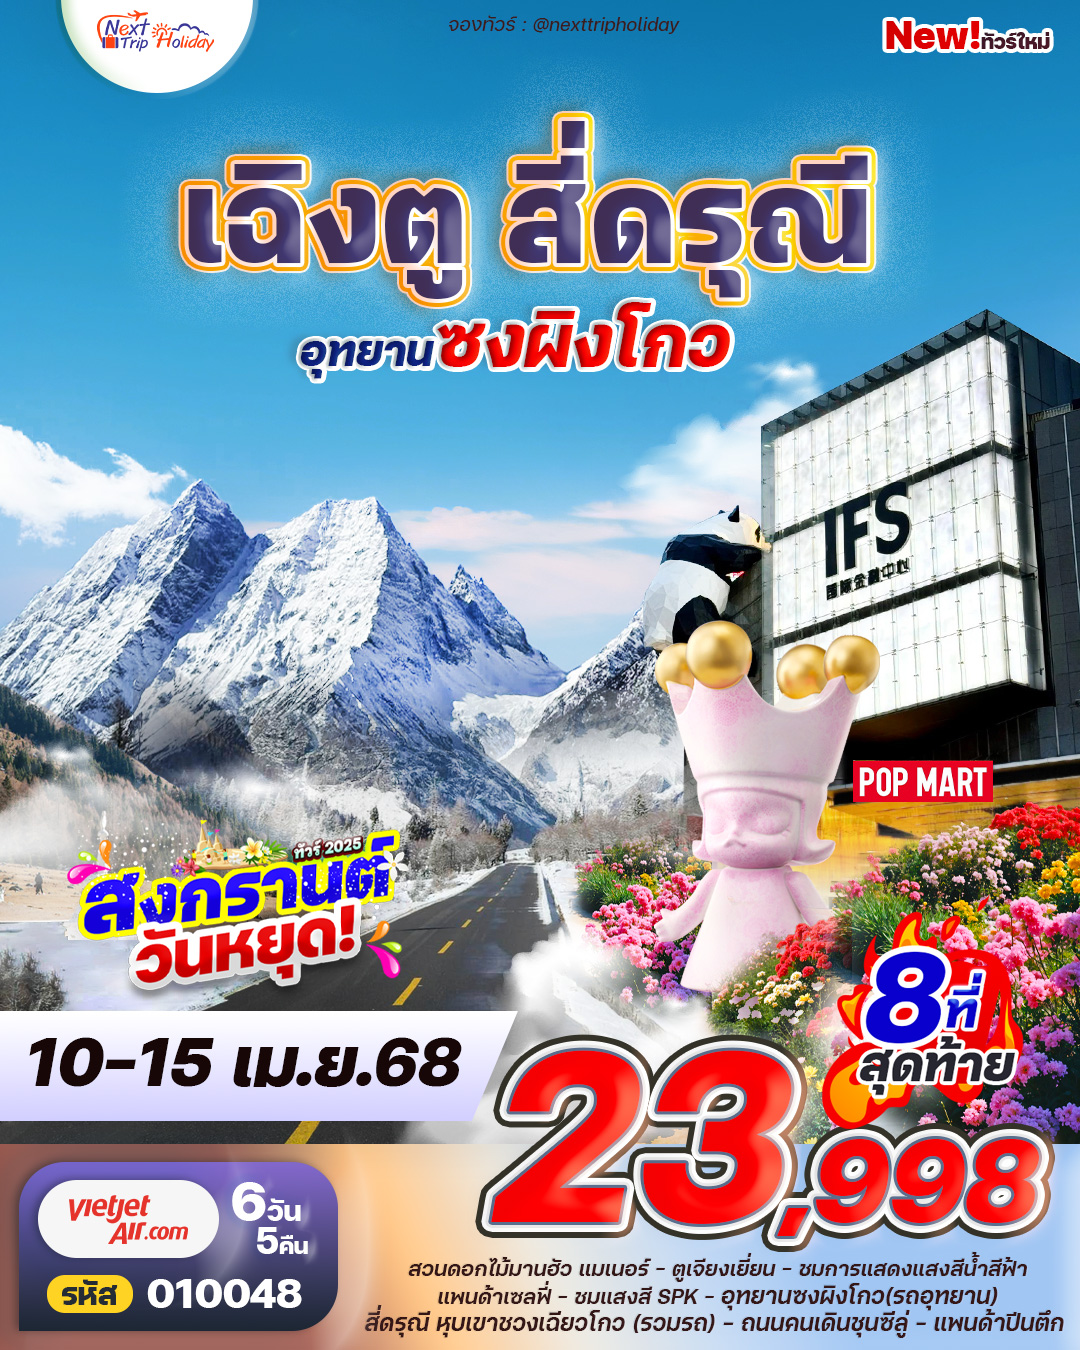 Next Trip Holiday
จองทัวร์ : @nexttripholiday
New! ทัวร์ใหม่
เฉิงตู สี่ดรุณี
อุทยานซงผิงโกว
IFS
国际金融中心
POP MART
ทัวร์ 2025
สงกรานต์
วันหยุด!
8 ที่
สุดท้าย
10-15 เม.ย.68
23,998
vietjet
Air.com
6วัน
5คืน
รหัส 010048
สวนดอกไม้มานฮัว แมเนอร์ - ตูเจียงเยี่ยน - ชมการแสดงแสงสีน้ำสีฟ้า
แพนด้าเซลฟี่ - ชมแสงสี SPK - อุทยานซงผิงโกว(รถอุทยาน)
สี่ดรุณี หุบเขาชวงเฉียวโกว (รวมรถ) - ถนนคนเดินชุนซีลู่ - แพนด้าปีนตึก